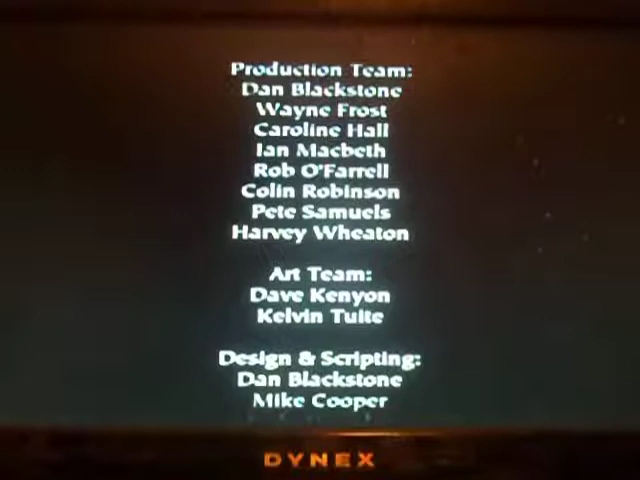 Production Team:
Dan Blackstone
Wayne Frost
Caroline Hall
Ian Macbeth
Rob O'Farrell
Colin Robinson
Pete Samuels
Harvey Wheaton
Art Team:
Dave Kenyon
Kelvin Tuite
Design & Scripting:
Dan Blackstone
Mike Cooper
DYNEX